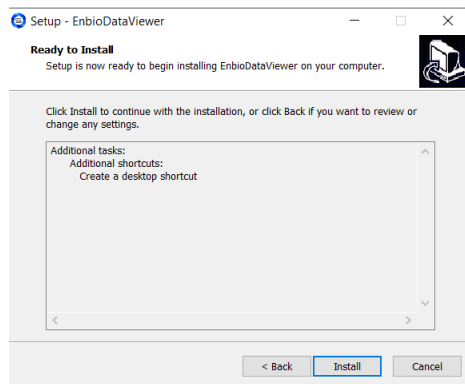 Setup - EnbioDataViewer
Ready to Install
Setup is now ready to begin installing EnbioDataViewer on your computer.
Click Install to continue with the installation, or click Back if you want to review or
change any settings.
Additional tasks:
Additional shortcuts:
Create a desktop shortcut
< Back
Install
Cancel